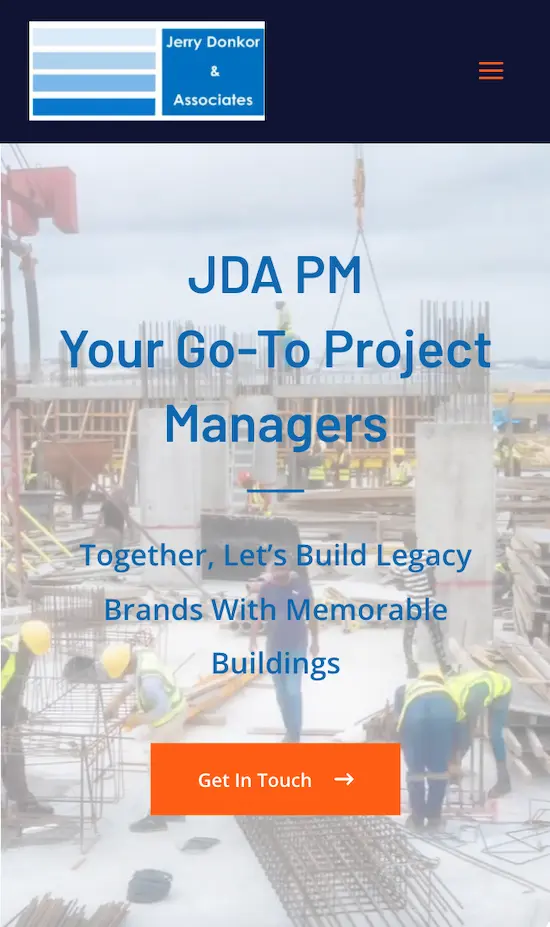 Jerry Donkor
&
Associates
JDA PM
Your Go-To Project
Managers
Together, Let’s Build Legacy
Brands With Memorable
Buildings
Get In Touch →